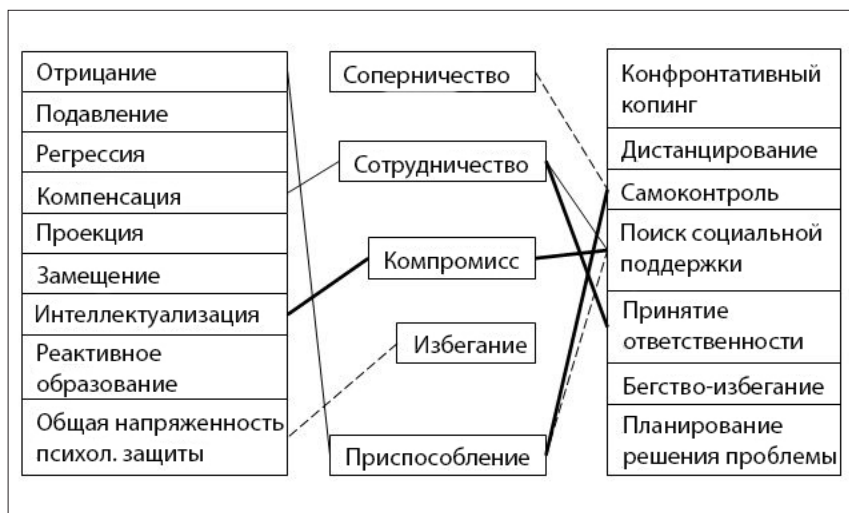 Отрицание
Подавление
Регрессия
Компенсация
Проекция
Замещение
Интеллектуализация
Реактивное
образование
Общая напряженность
психол. защиты
Соперничество
Сотрудничество
Компромисс
Избегание
Приспособление
Конфронтативный
копинг
Дистанцирование
Самоконтроль
Поиск социальной
поддержки
Принятие
ответственности
Бегство-избегание
Планирование
решения проблемы